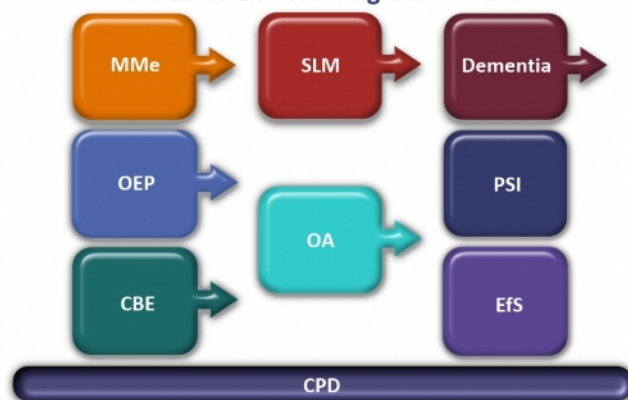 MMe
SLM
Dementia
OEP
PSI
OA
CBE
EfS
CPD